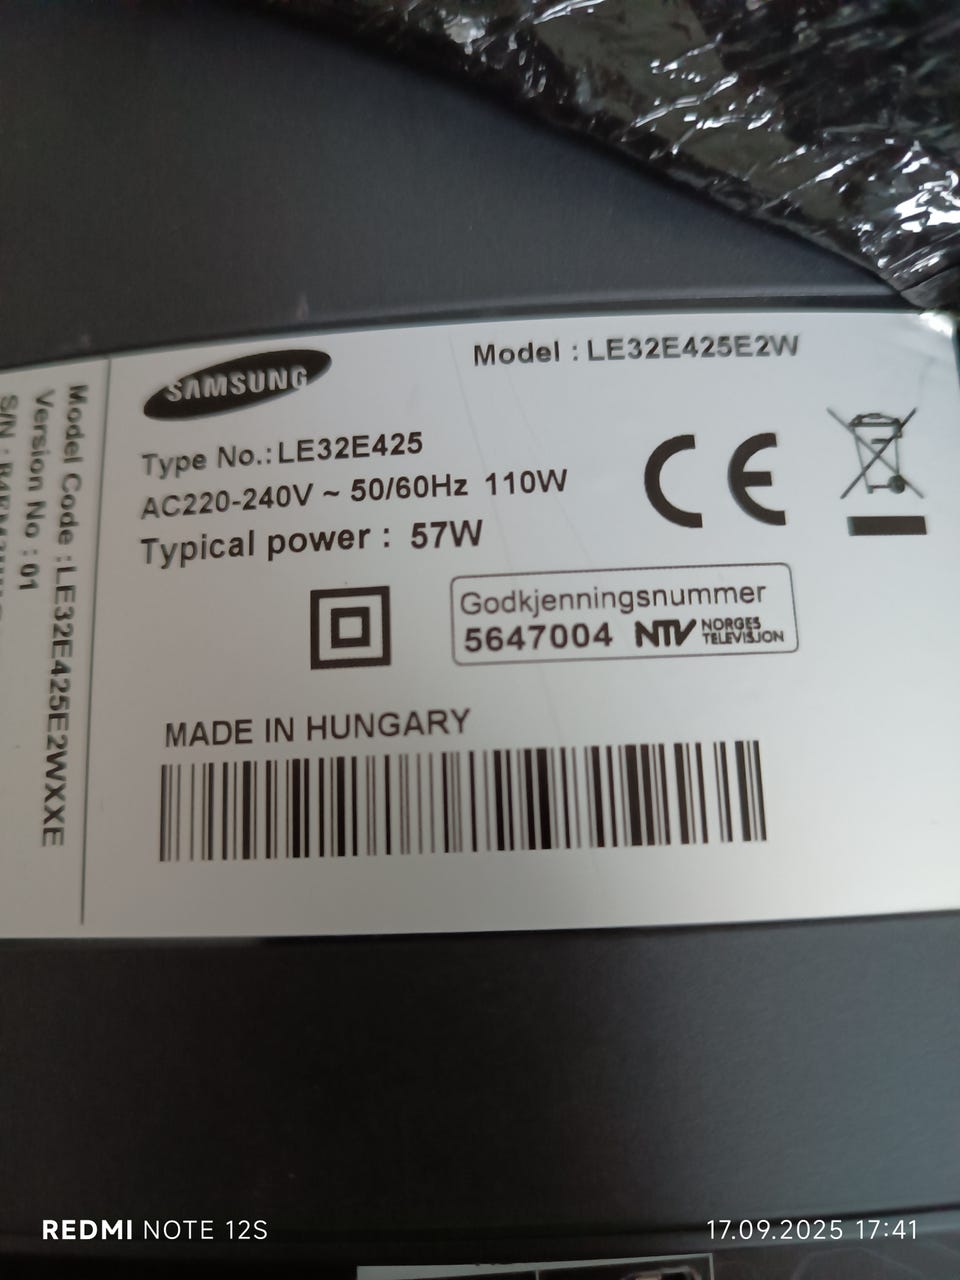 SAMSUNG
Model : LE32E425E2W
Type No.: LE32E425
AC220-240V ~ 50/60Hz 110W
Typical power : 57W
CE
Godkjenningsnummer
5647004 NTV NORGES
TELEVISJON
MADE IN HUNGARY
Model Code : LE32E425E2WXXE
Version No : 01
S/N :
REDMI NOTE 12S
17.09.2025 17:41